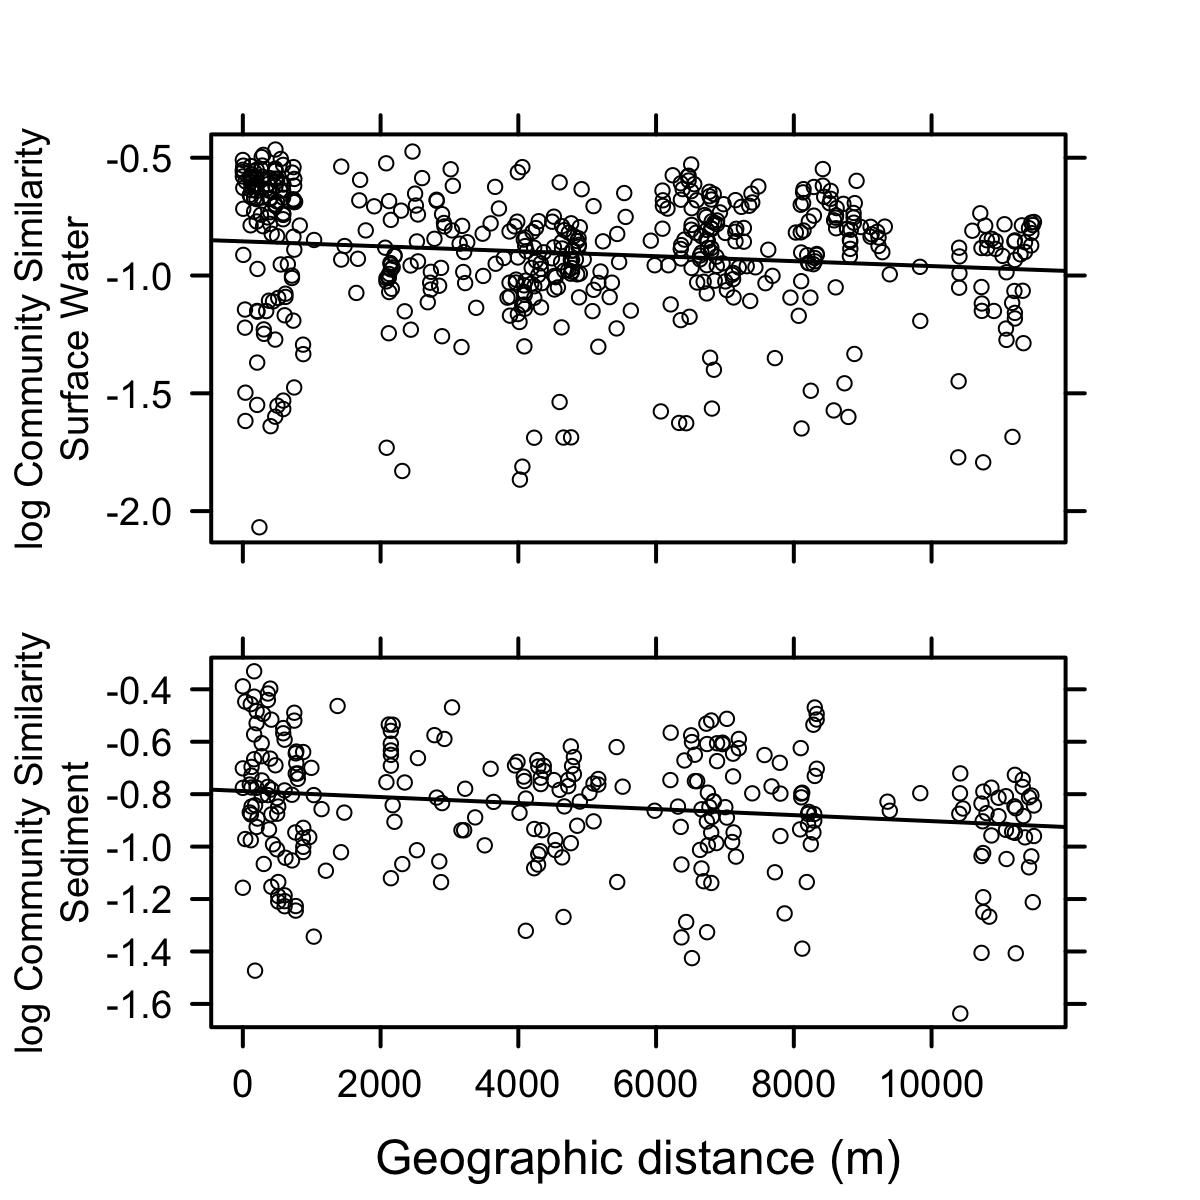 log Community Similarity
Surface Water
-0.5
-1.0
-1.5
-2.0
log Community Similarity
Sediment
-0.4
-0.6
-0.8
-1.0
-1.2
-1.4
-1.6
0 2000 4000 6000 8000 10000
Geographic distance (m)